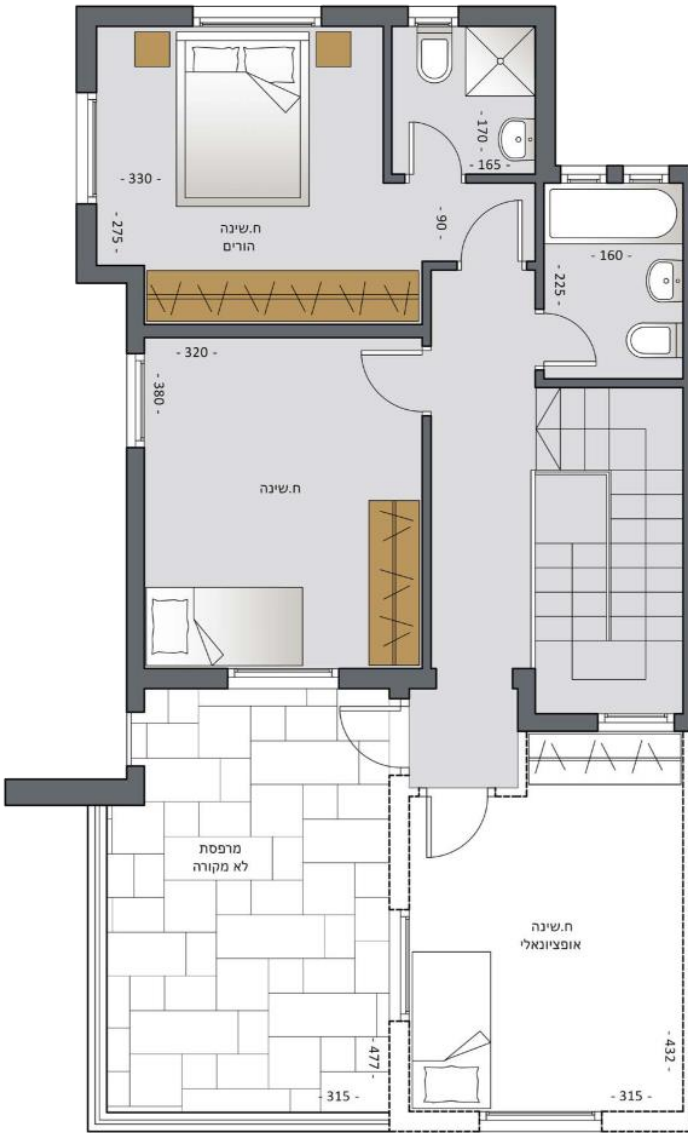 - 170 -
- 165 -
- 330 -
- 275 -
ח.שינה
הורים
- 90 -
- 160 -
- 225 -
- 320 -
- 380 -
ח.שינה
מרפסת
לא מקורה
ח.שינה
אופציונאלי
- 477 -
- 315 -
- 432 -
- 315 -